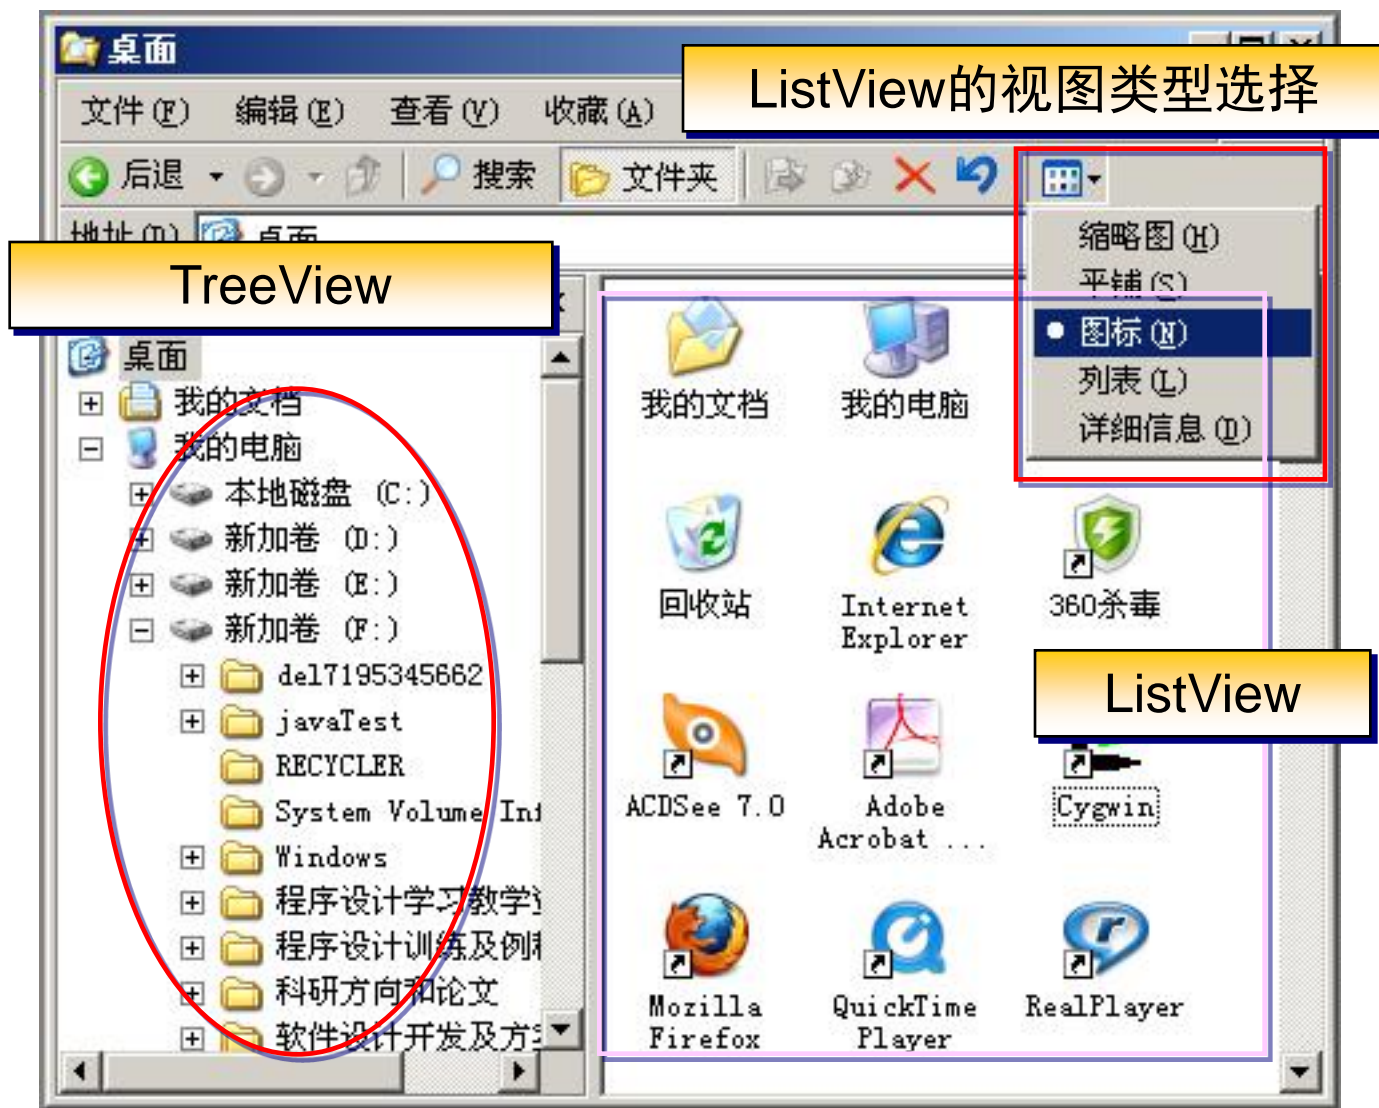 桌面
ListView的视图类型选择
文件(F) 编辑(E) 查看(V) 收藏(A)
后退 搜索 文件夹
地址(D) 桌面
缩略图(H)
平铺(S)
图标(N)
列表(L)
详细信息(D)
TreeView
桌面
我的文档
我的电脑
本地磁盘 (C:)
新加卷 (D:)
新加卷 (E:)
新加卷 (F:)
del7195345662
javaTest
RECYCLER
System Volume Inf
Windows
程序设计学习教学
程序设计训练及例
科研方向和论文
软件设计开发及方
我的文档 我的电脑
回收站 Internet Explorer 360杀毒
ListView
ACDSee 7.0 Adobe Acrobat ... Cygwin
Mozilla Firefox QuickTime Player RealPlayer